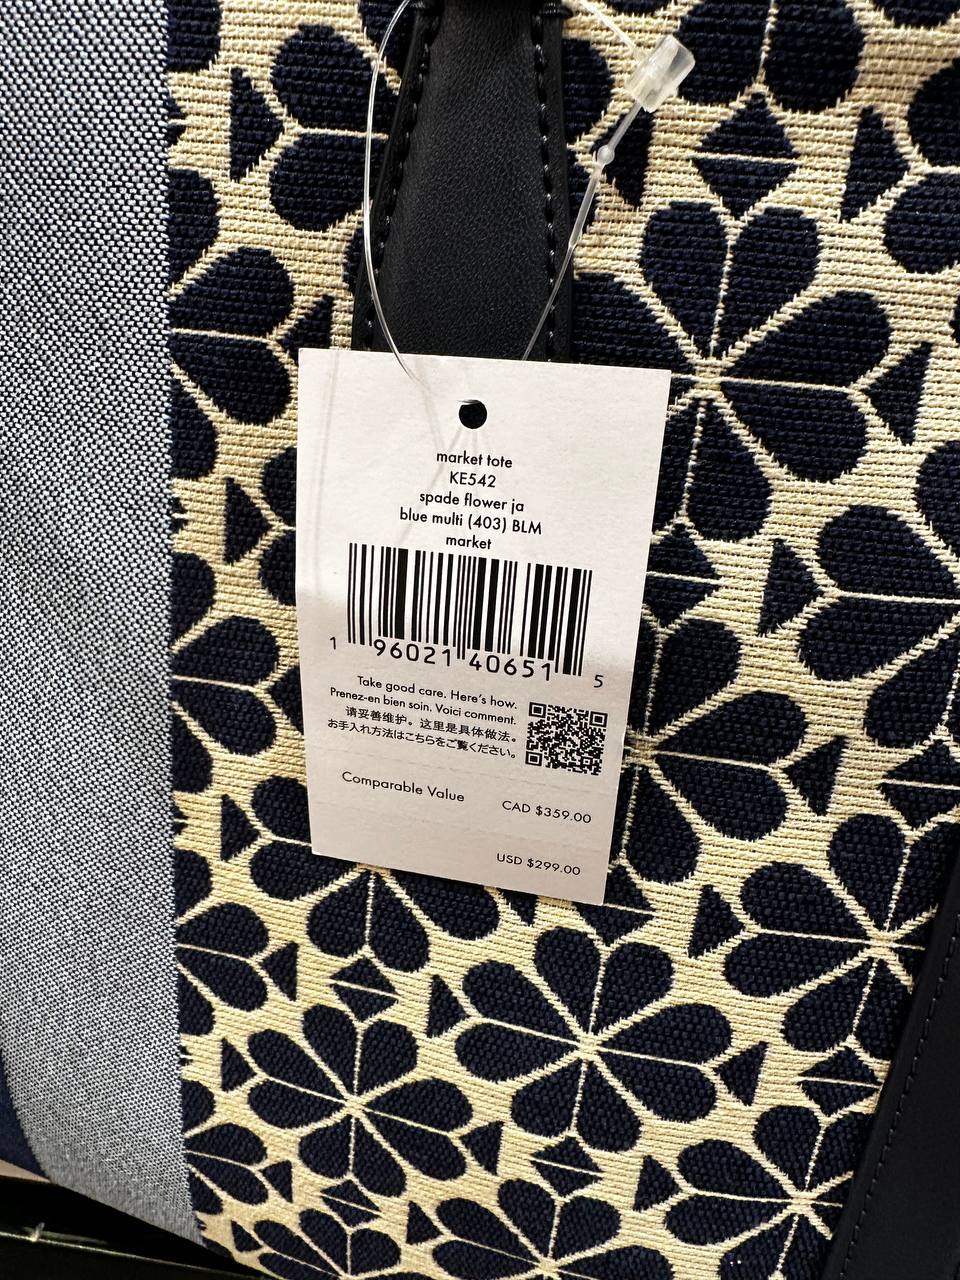 market tote
KE542
spade flower ja
blue multi (403) BLM
market
1 96021 40651 5
Take good care. Here's how.
Prenez-en bien soin. Voici comment.
请妥善维护。这里是具体做法。
お手入れ方法はこちらをご覧ください。
Comparable Value CAD $359.00
USD $299.00